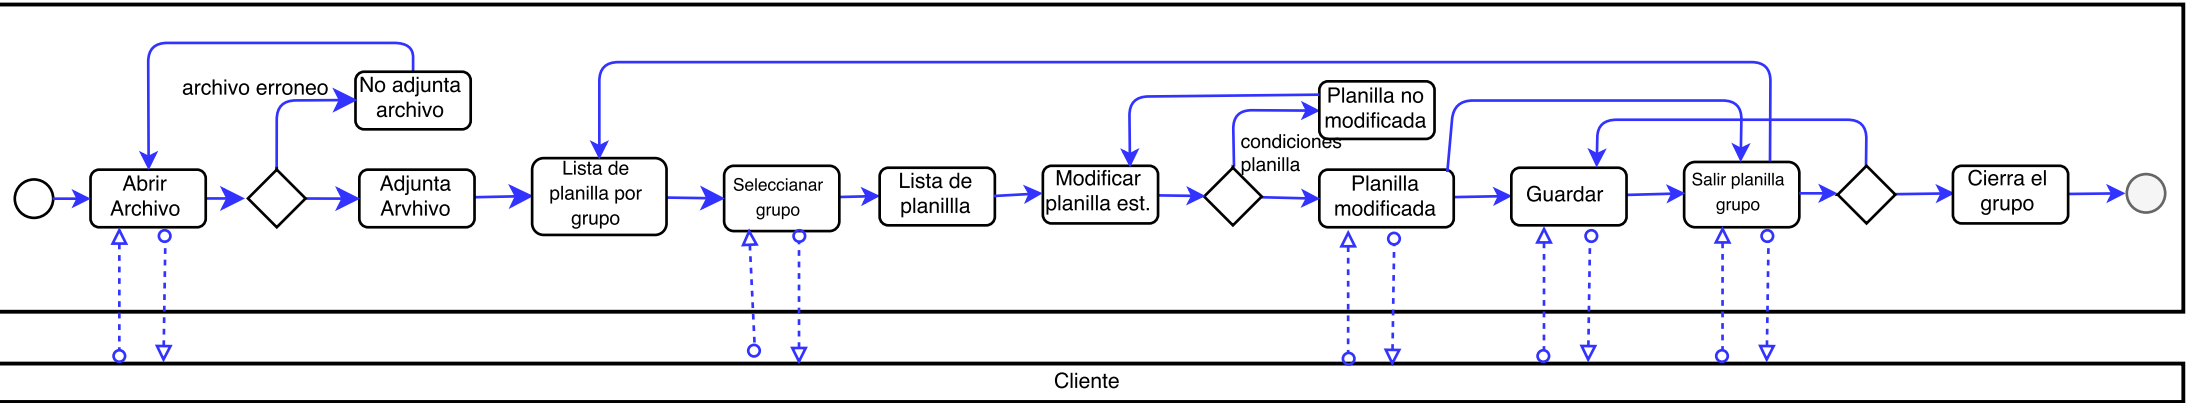 archivo erroneo
No adjunta
archivo
Abrir
Archivo
Adjunta
Arvhivo
Lista de
planilla por
grupo
Seleccianar
grupo
Lista de
planillla
Modificar
planilla est.
condiciones
planilla
Planilla no
modificada
Planilla
modificada
Guardar
Salir planilla
grupo
Cierra el
grupo
Cliente